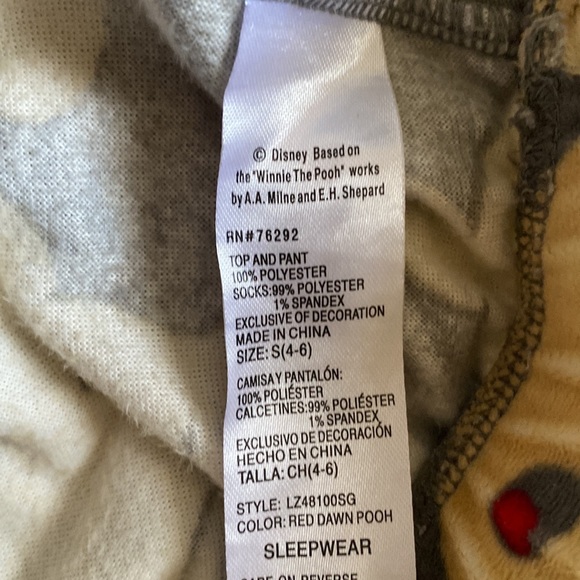 © Disney Based on
the "Winnie The Pooh" works
by A.A. Milne and E.H. Shepard
RN#76292
TOP AND PANT
100% POLYESTER
SOCKS:99% POLYESTER
1% SPANDEX
EXCLUSIVE OF DECORATION
MADE IN CHINA
SIZE: S(4-6)
CAMISA Y PANTALÓN:
100% POLIÉSTER
CALCETINES:99% POLIÉSTER
1% SPANDEX
EXCLUSIVO DE DECORACIÓN
HECHO EN CHINA
TALLA: CH(4-6)
STYLE: LZ48100SG
COLOR: RED DAWN POOH
SLEEPWEAR
CARE ON REVERSE